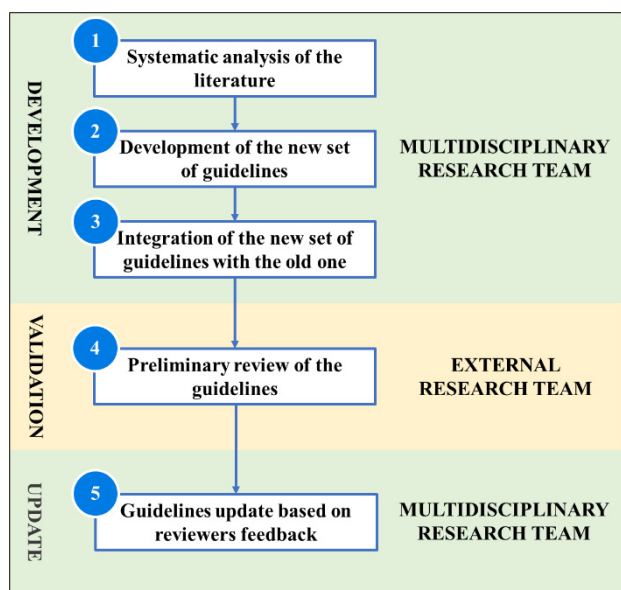 DEVELOPMENT
1
Systematic analysis of the
literature
2
Development of the new set
of guidelines
MULTIDISCIPLINARY
RESEARCH TEAM
3
Integration of the new set of
guidelines with the old one
VALIDATION
4
Preliminary review of the
guidelines
EXTERNAL
RESEARCH TEAM
UPDATE
5
Guidelines update based on
reviewers feedback
MULTIDISCIPLINARY
RESEARCH TEAM